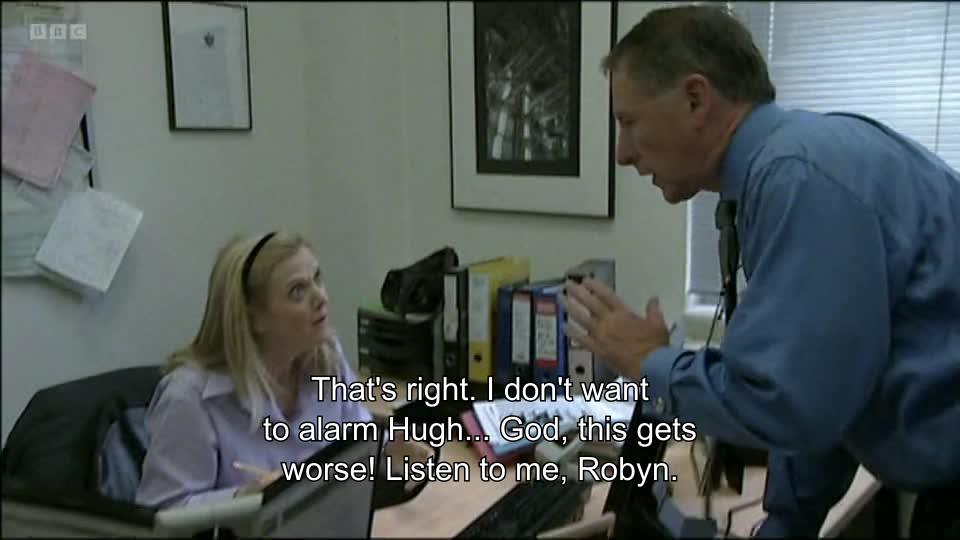 BBC
That's right. I don't want
to alarm Hugh... God, this gets
worse! Listen to me, Robyn.